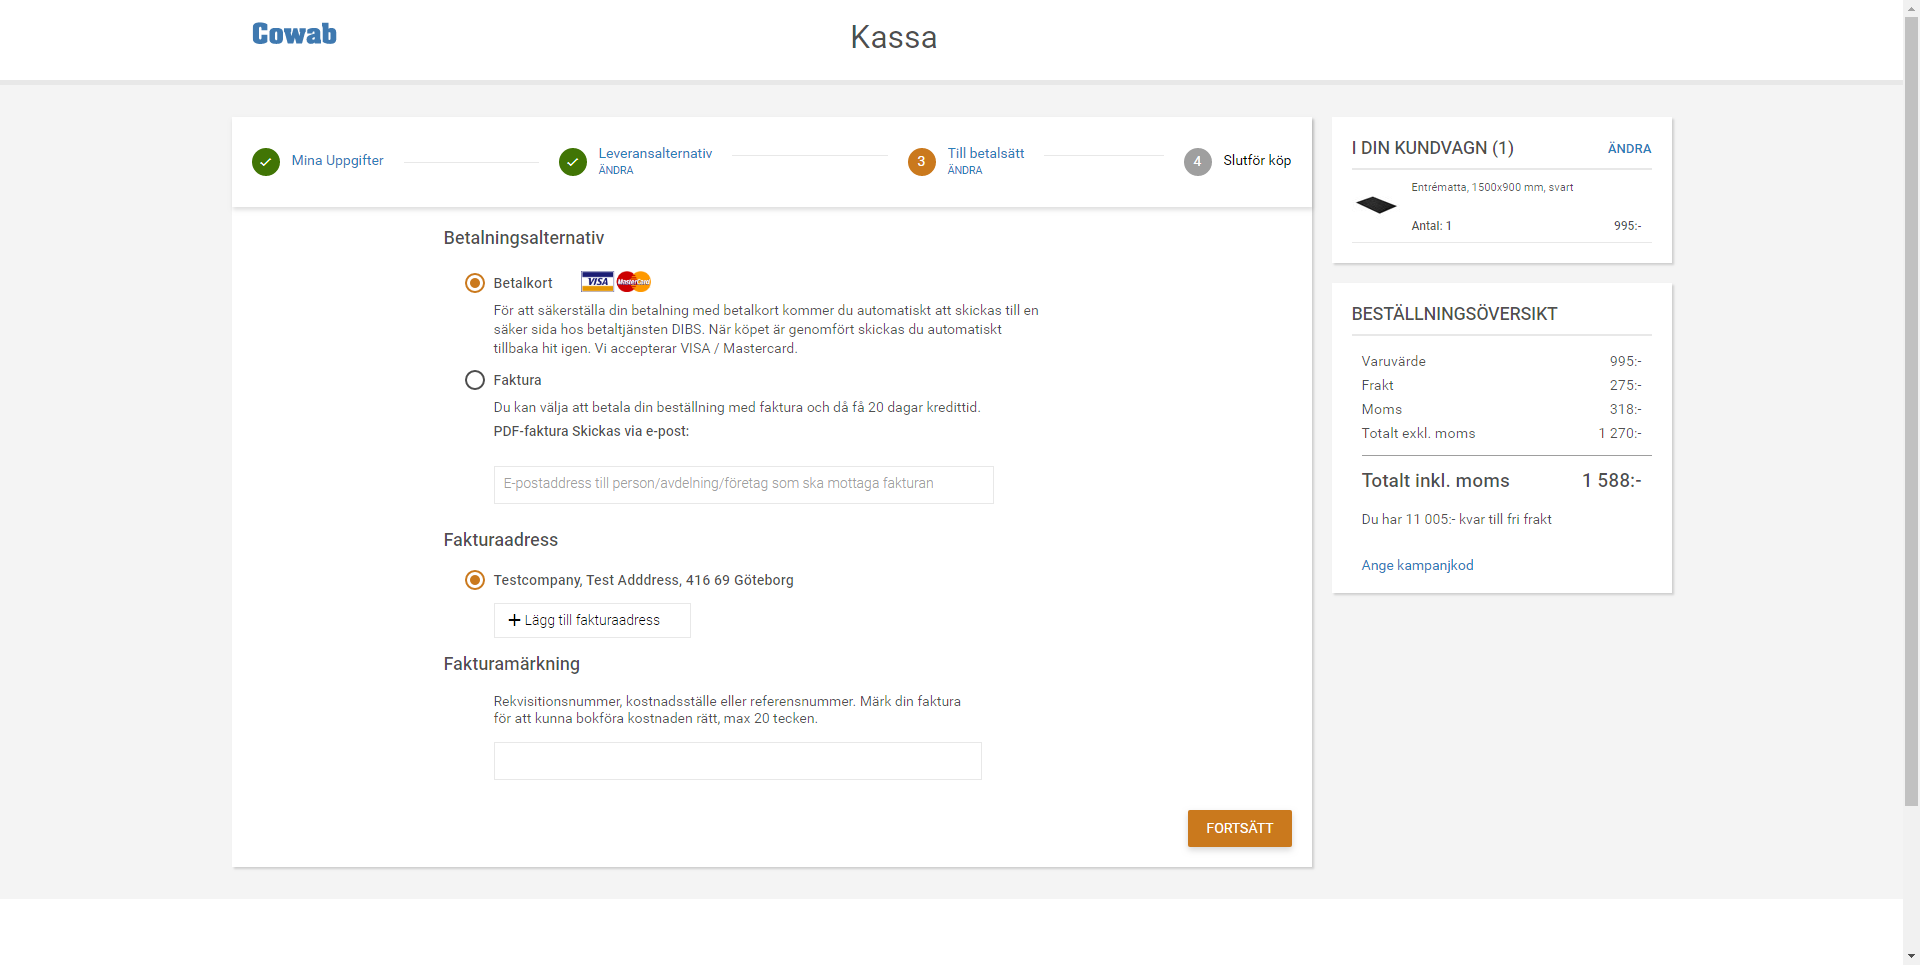 Cowab
Kassa
Mina Uppgifter
Leveransalternativ
ÄNDRA
3
Till betalsätt
ÄNDRA
4
Slutför köp
Betalningsalternativ
Betalkort
VISA
MasterCard
För att säkerställa din betalning med betalkort kommer du automatiskt att skickas till en
säker sida hos betaltjänsten DIBS. När köpet är genomfört skickas du automatiskt
tillbaka hit igen. Vi accepterar VISA / Mastercard.
Faktura
Du kan välja att betala din beställning med faktura och då få 20 dagar kredittid.
PDF-faktura Skickas via e-post:
E-postaddress till person/avdelning/företag som ska mottaga fakturan
Fakturaadress
Testcompany, Test Adddress, 416 69 Göteborg
+ Lägg till fakturaadress
Fakturamärkning
Rekvisitionsnummer, kostnadsställe eller referensnummer. Märk din faktura
för att kunna bokföra kostnaden rätt, max 20 tecken.
FORTSÄTT
I DIN KUNDVAGN (1)
ÄNDRA
Entrématta, 1500x900 mm, svart
Antal: 1
995:-
BESTÄLLNINGSÖVERSIKT
Varuvärde 995:-
Frakt 275:-
Moms 318:-
Totalt exkl. moms 1 270:-
Totalt inkl. moms 1 588:-
Du har 11 005:- kvar till fri frakt
Ange kampanjkod